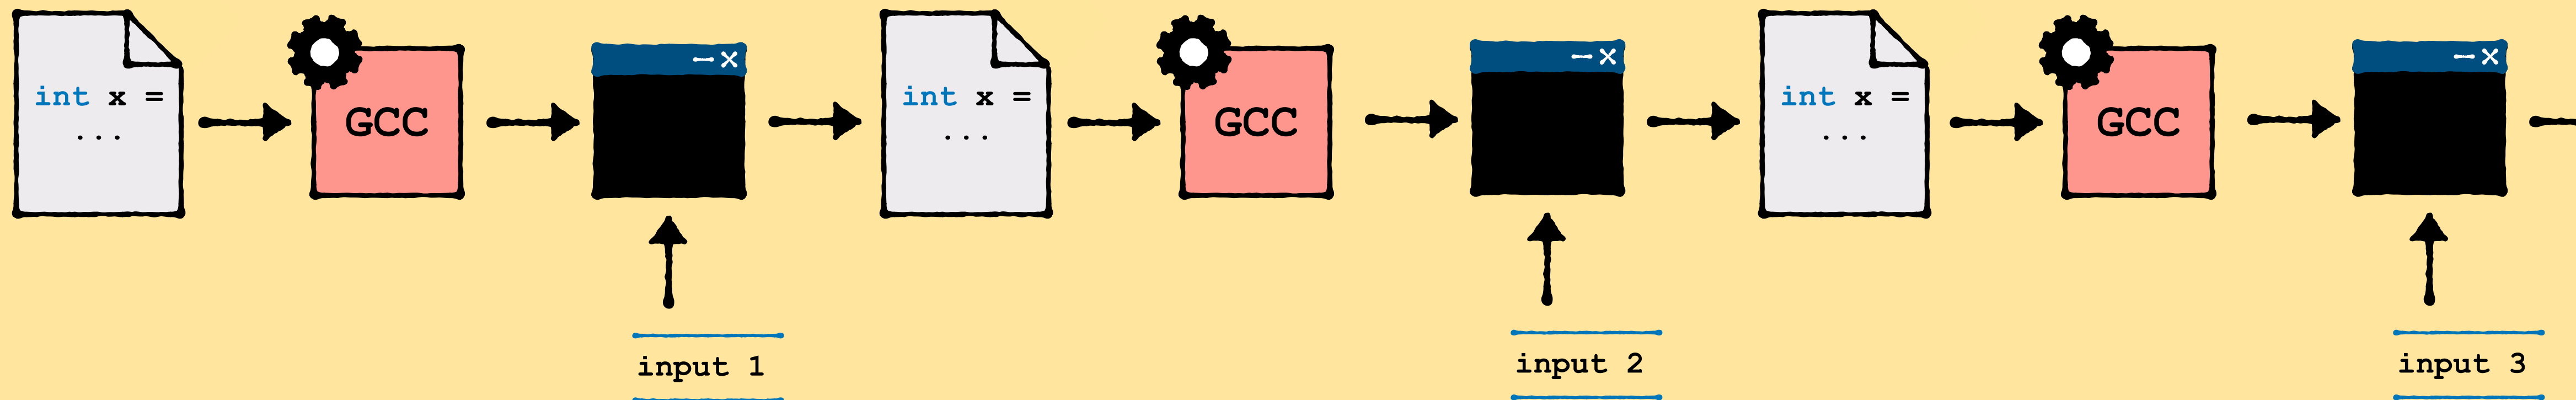 int x =
...
GCC
int x =
...
GCC
int x =
...
GCC
input 1
input 2
input 3